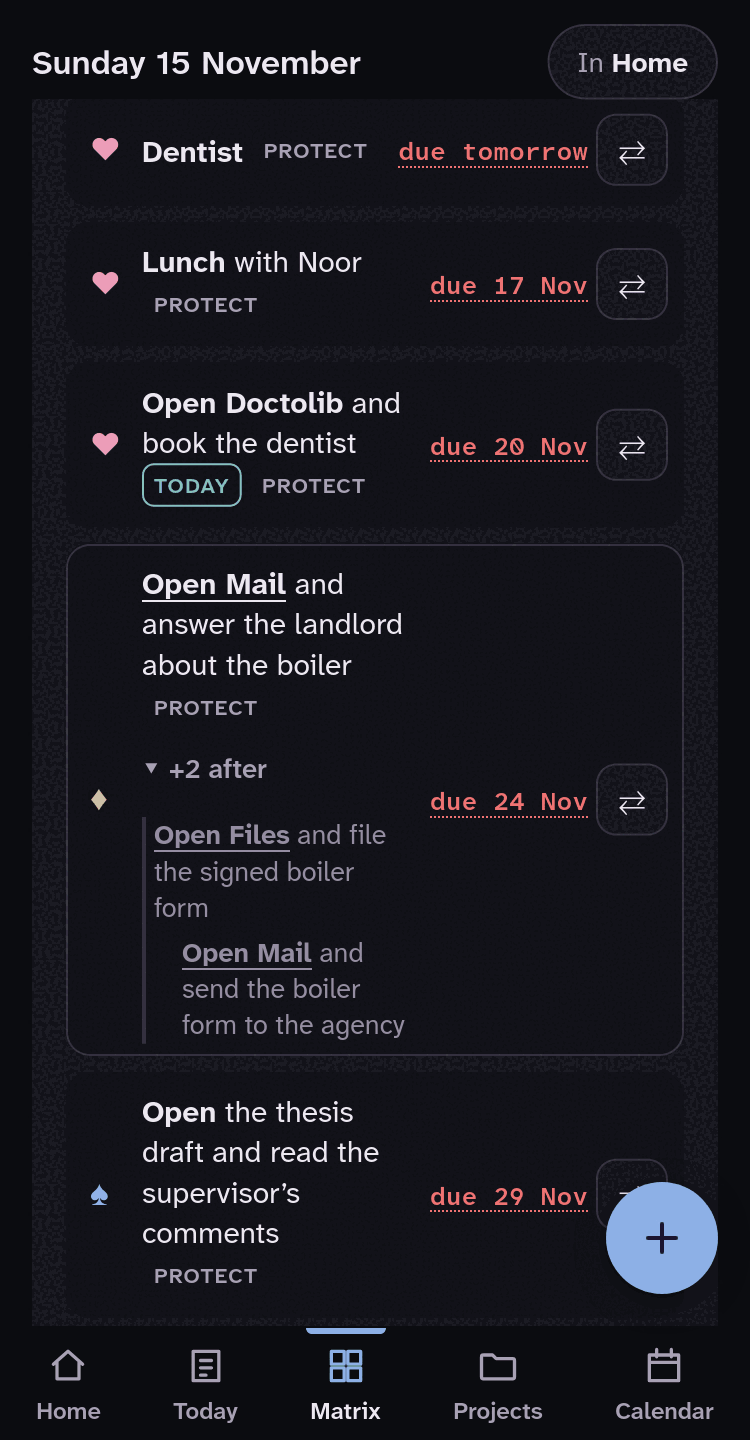 Sunday 15 November
In Home
Dentist PROTECT due tomorrow
Lunch with Noor
PROTECT
due 17 Nov
Open Doctolib and
book the dentist
TODAY PROTECT
due 20 Nov
Open Mail and
answer the landlord
about the boiler
PROTECT
+2 after
due 24 Nov
Open Files and file
the signed boiler
form
Open Mail and
send the boiler
form to the agency
Open the thesis
draft and read the
supervisor’s
comments
PROTECT
due 29 Nov
Home Today Matrix Projects Calendar